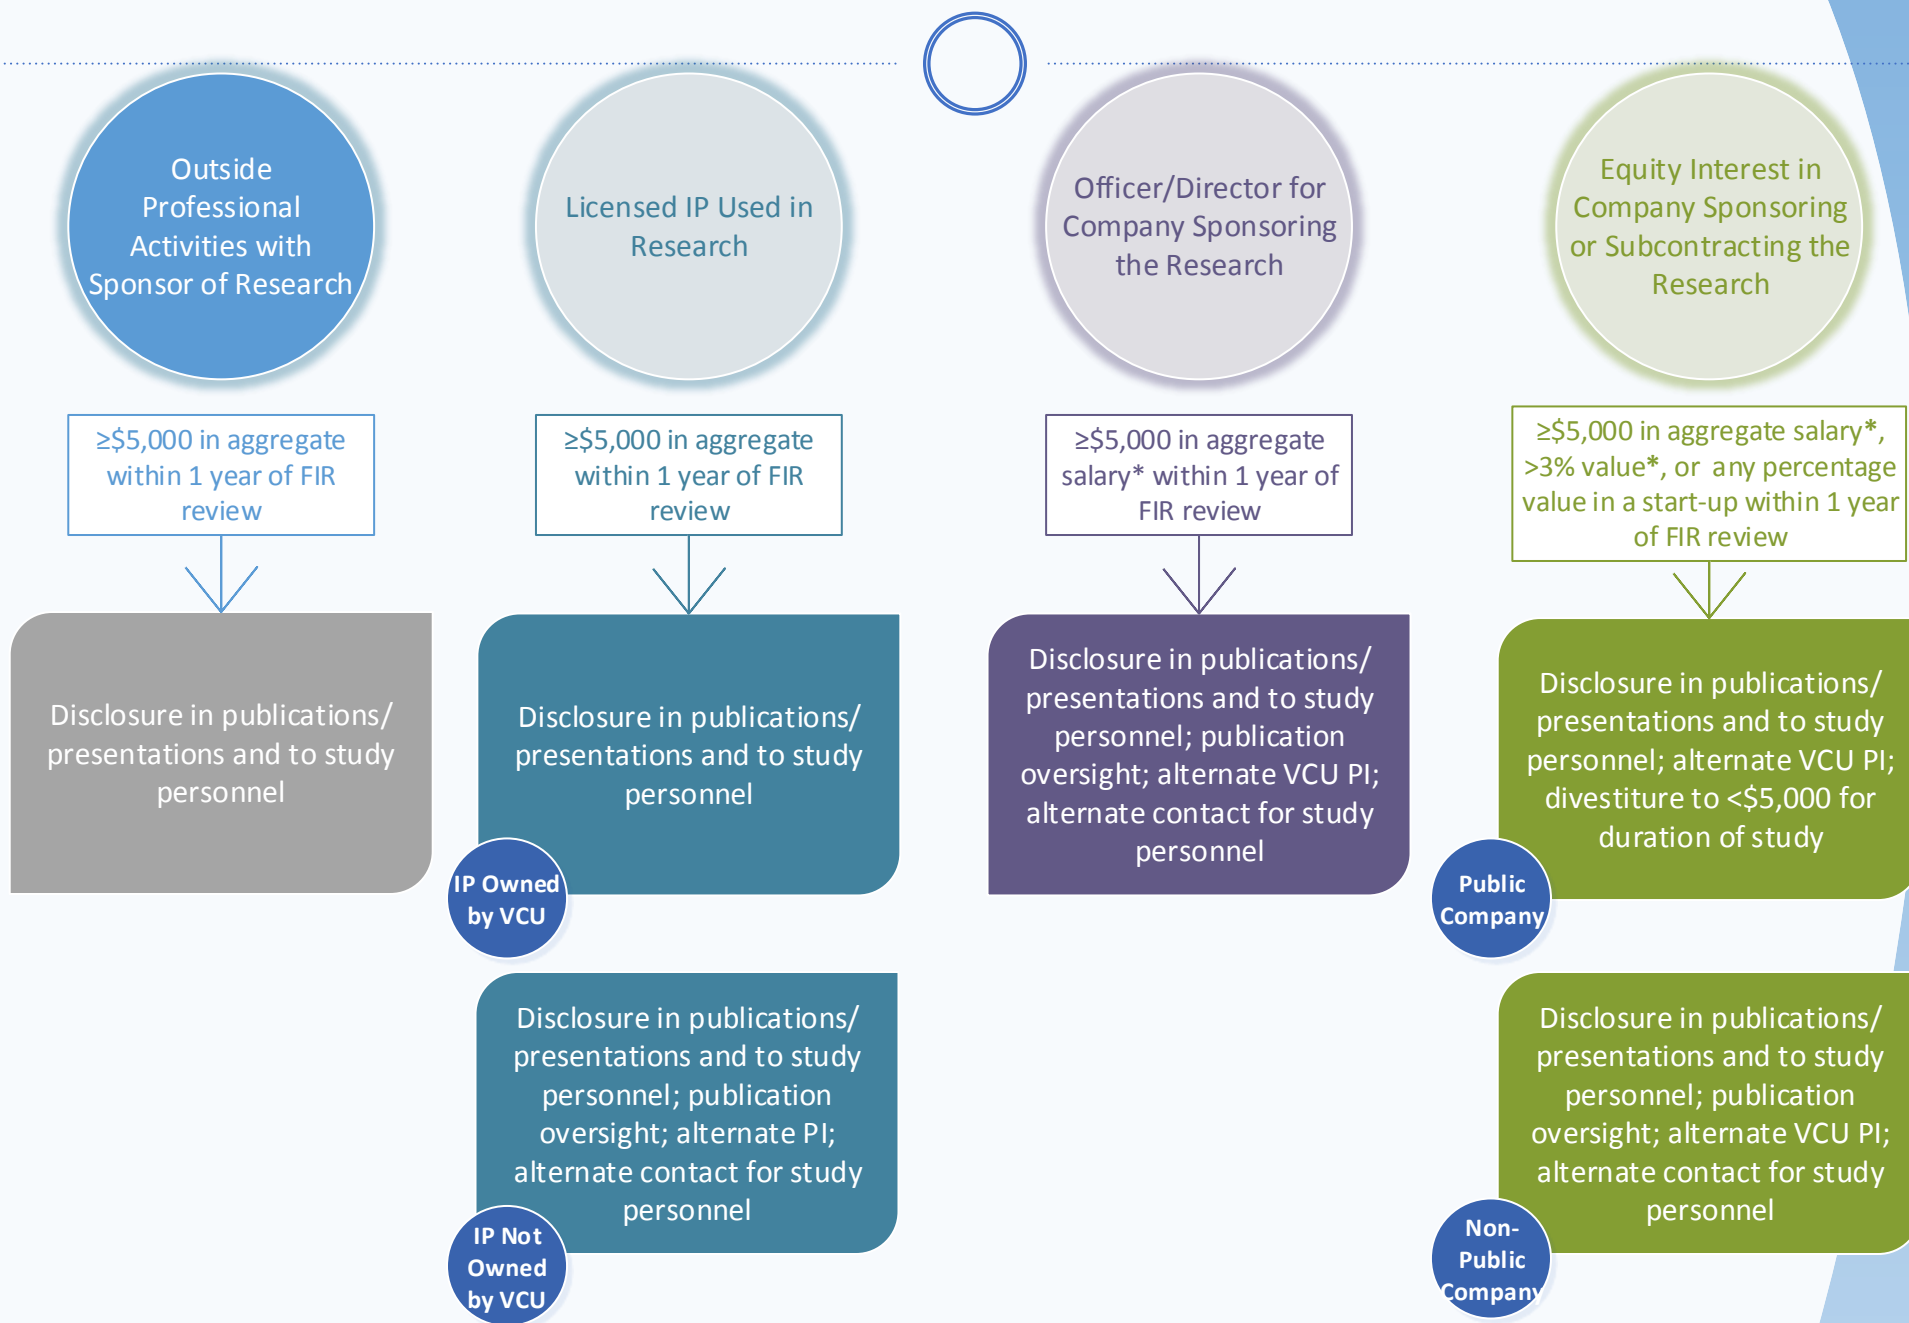 Outside
Professional
Activities with
Sponsor of Research
≥$5,000 in aggregate
within 1 year of FIR
review
Disclosure in publications/
presentations and to study
personnel
Licensed IP Used in
Research
≥$5,000 in aggregate
within 1 year of FIR
review
Disclosure in publications/
presentations and to study
personnel
IP Owned
by VCU
Disclosure in publications/
presentations and to study
personnel; publication
oversight; alternate PI;
alternate contact for study
personnel
IP Not
Owned
by VCU
Officer/Director for
Company Sponsoring
the Research
≥$5,000 in aggregate
salary* within 1 year of
FIR review
Disclosure in publications/
presentations and to study
personnel; publication
oversight; alternate VCU PI;
alternate contact for study
personnel
Equity Interest in
Company Sponsoring
or Subcontracting the
Research
≥$5,000 in aggregate salary*,
>3% value*, or any percentage
value in a start-up within 1 year
of FIR review
Disclosure in publications/
presentations and to study
personnel; alternate VCU PI;
divestiture to <$5,000 for
duration of study
Public
Company
Disclosure in publications/
presentations and to study
personnel; publication
oversight; alternate VCU PI;
alternate contact for study
personnel
Non-
Public
Company